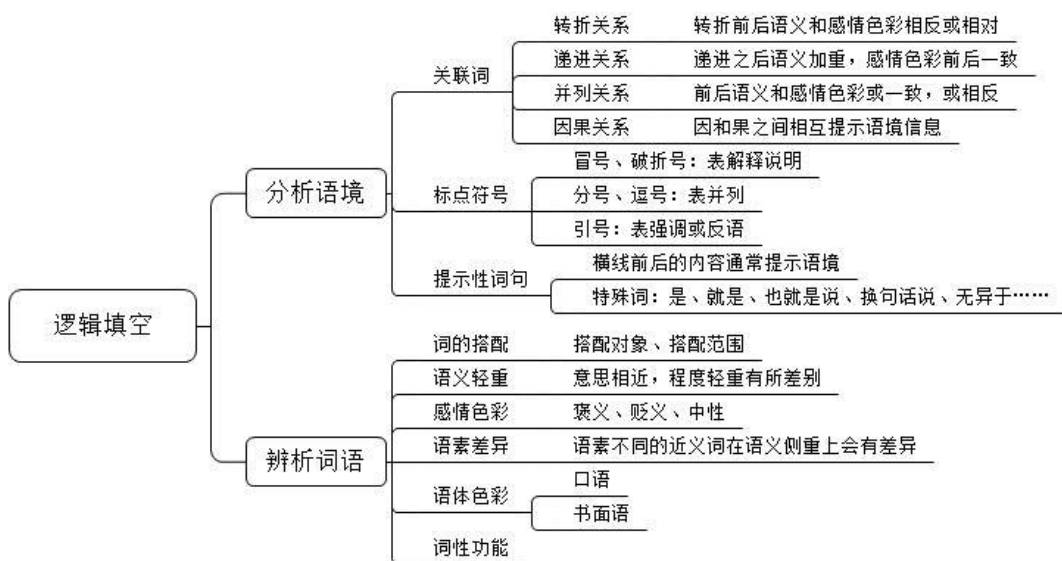 逻辑填空
分析语境
关联词
转折关系 转折前后语义和感情色彩相反或相对
递进关系 递进之后语义加重，感情色彩前后一致
并列关系 前后语义和感情色彩或一致，或相反
因果关系 因和果之间相互提示语境信息
标点符号
冒号、破折号：表解释说明
分号、逗号：表并列
引号：表强调或反语
提示性词句
横线前后的内容通常提示语境
特殊词：是、就是、也就是说、换句话说、无异于……
辨析词语
词的搭配 搭配对象、搭配范围
语义轻重 意思相近，程度轻重有所差别
感情色彩 褒义、贬义、中性
语素差异 语素不同的近义词在语义侧重上会有差异
语体色彩
口语
书面语
词性功能